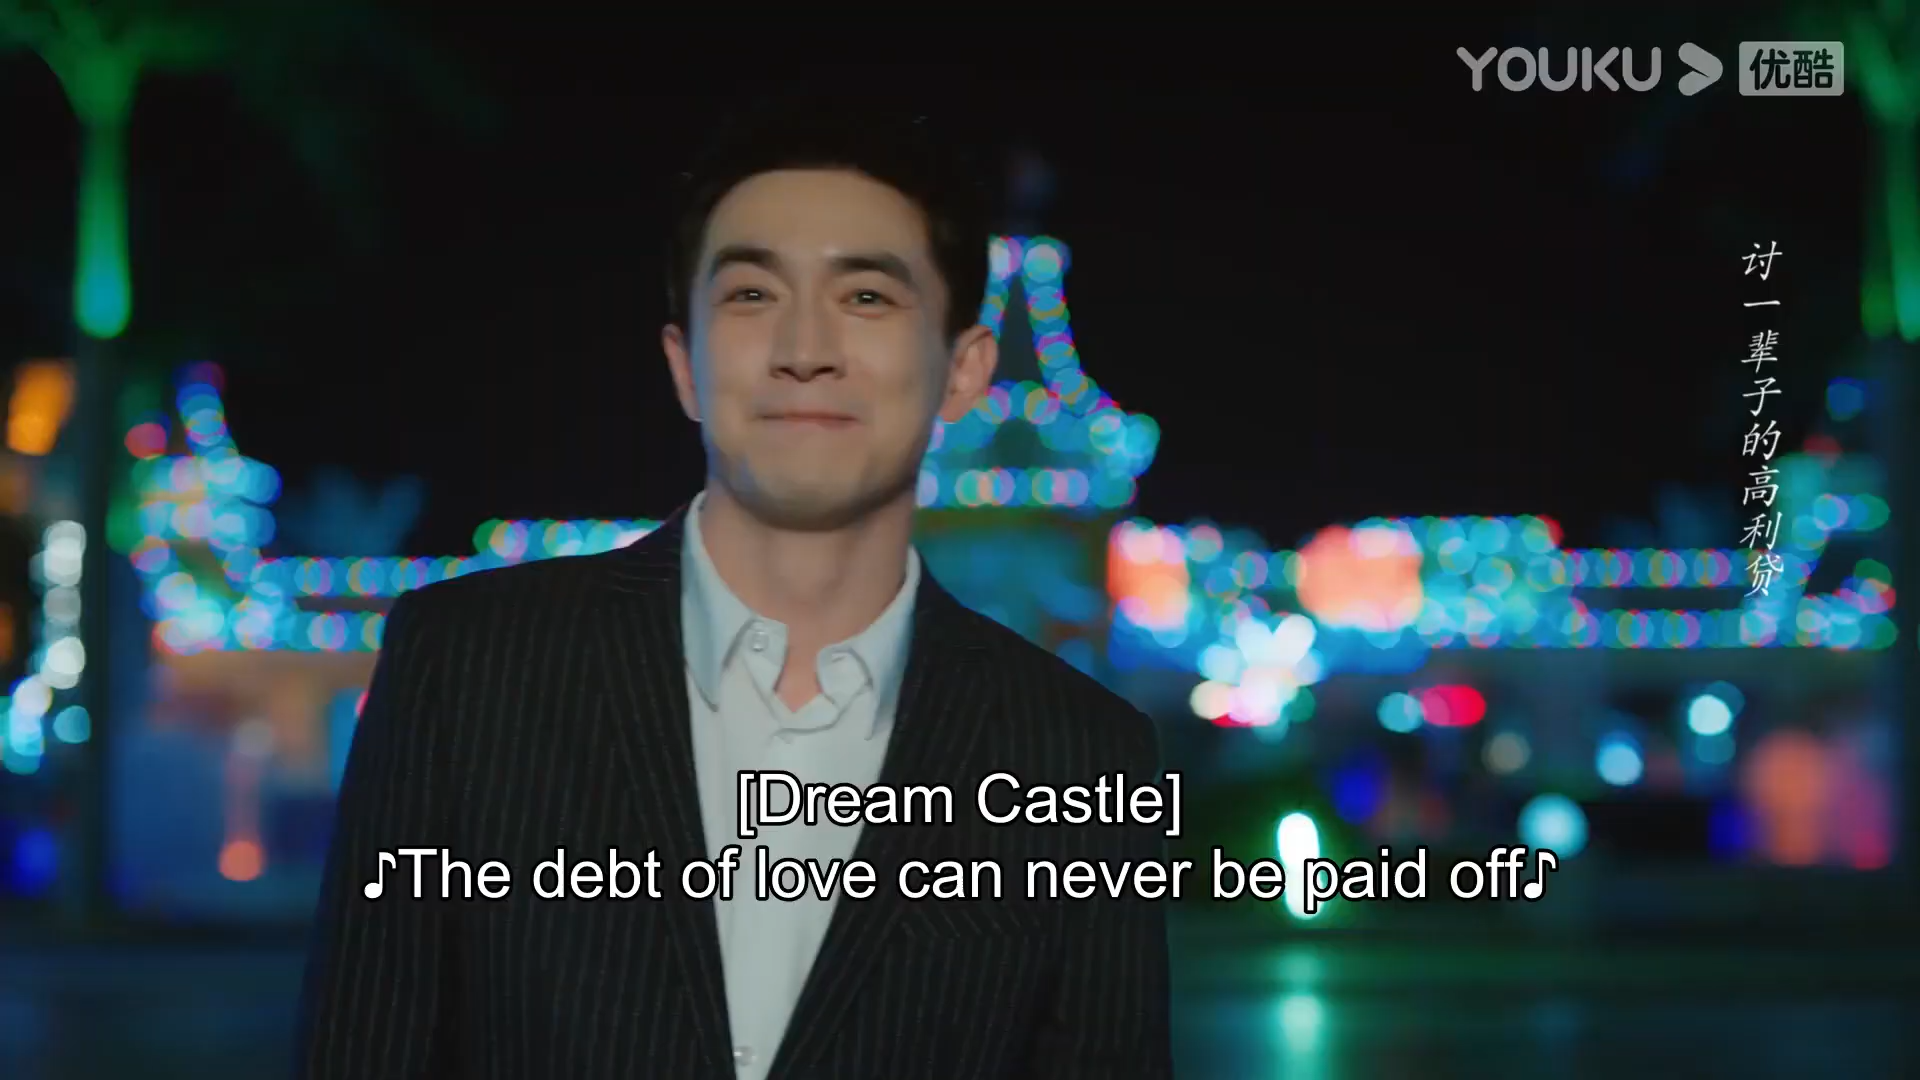 YOUKU 优酷
讨一辈子的高利贷
[Dream Castle]
♪The debt of love can never be paid off♪